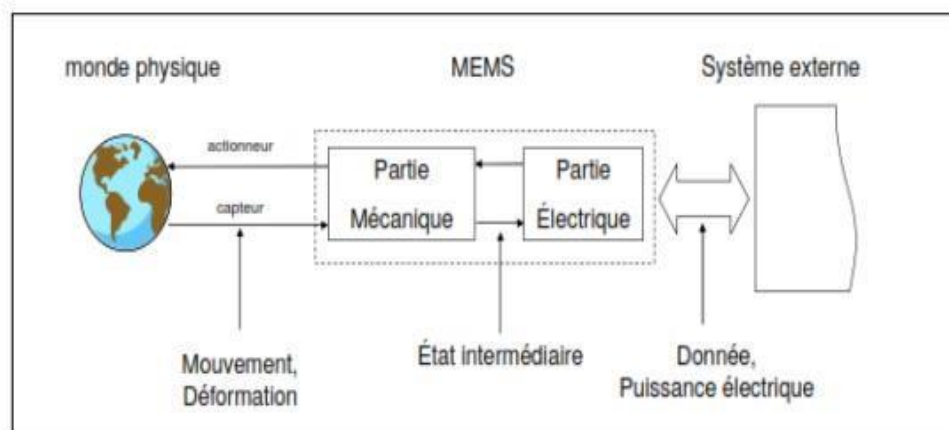 monde physique
MEMS
Système externe
actionneur
capteur
Partie
Mécanique
Partie
Électrique
Mouvement,
Déformation
État intermédiaire
Donnée,
Puissance électrique